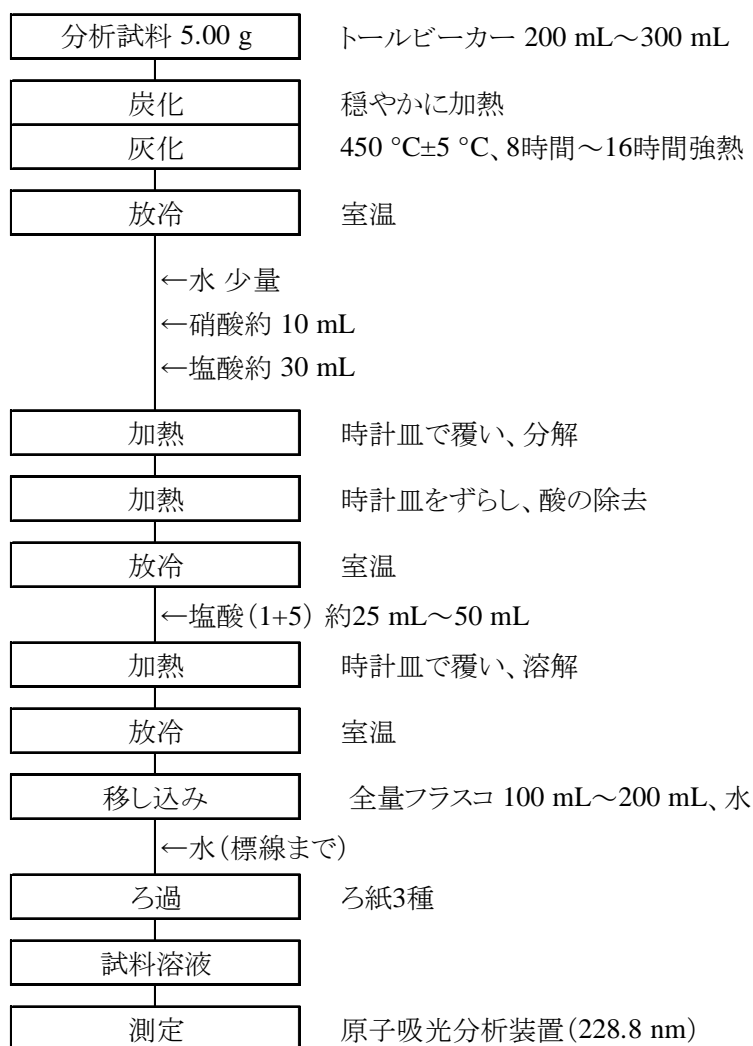 分析試料 5.00 g トールビーカー 200 mL～300 mL
炭化 穏やかに加熱
灰化 450 °C±5 °C、8時間～16時間強熱
放冷 室温
←水 少量
←硝酸約 10 mL
←塩酸約 30 mL
加熱 時計皿で覆い、分解
加熱 時計皿をずらし、酸の除去
放冷 室温
←塩酸（1+5） 約25 mL～50 mL
加熱 時計皿で覆い、溶解
放冷 室温
移し込み 全量フラスコ 100 mL～200 mL、水
←水（標線まで）
ろ過 ろ紙3種
試料溶液
測定 原子吸光分析装置（228.8 nm）